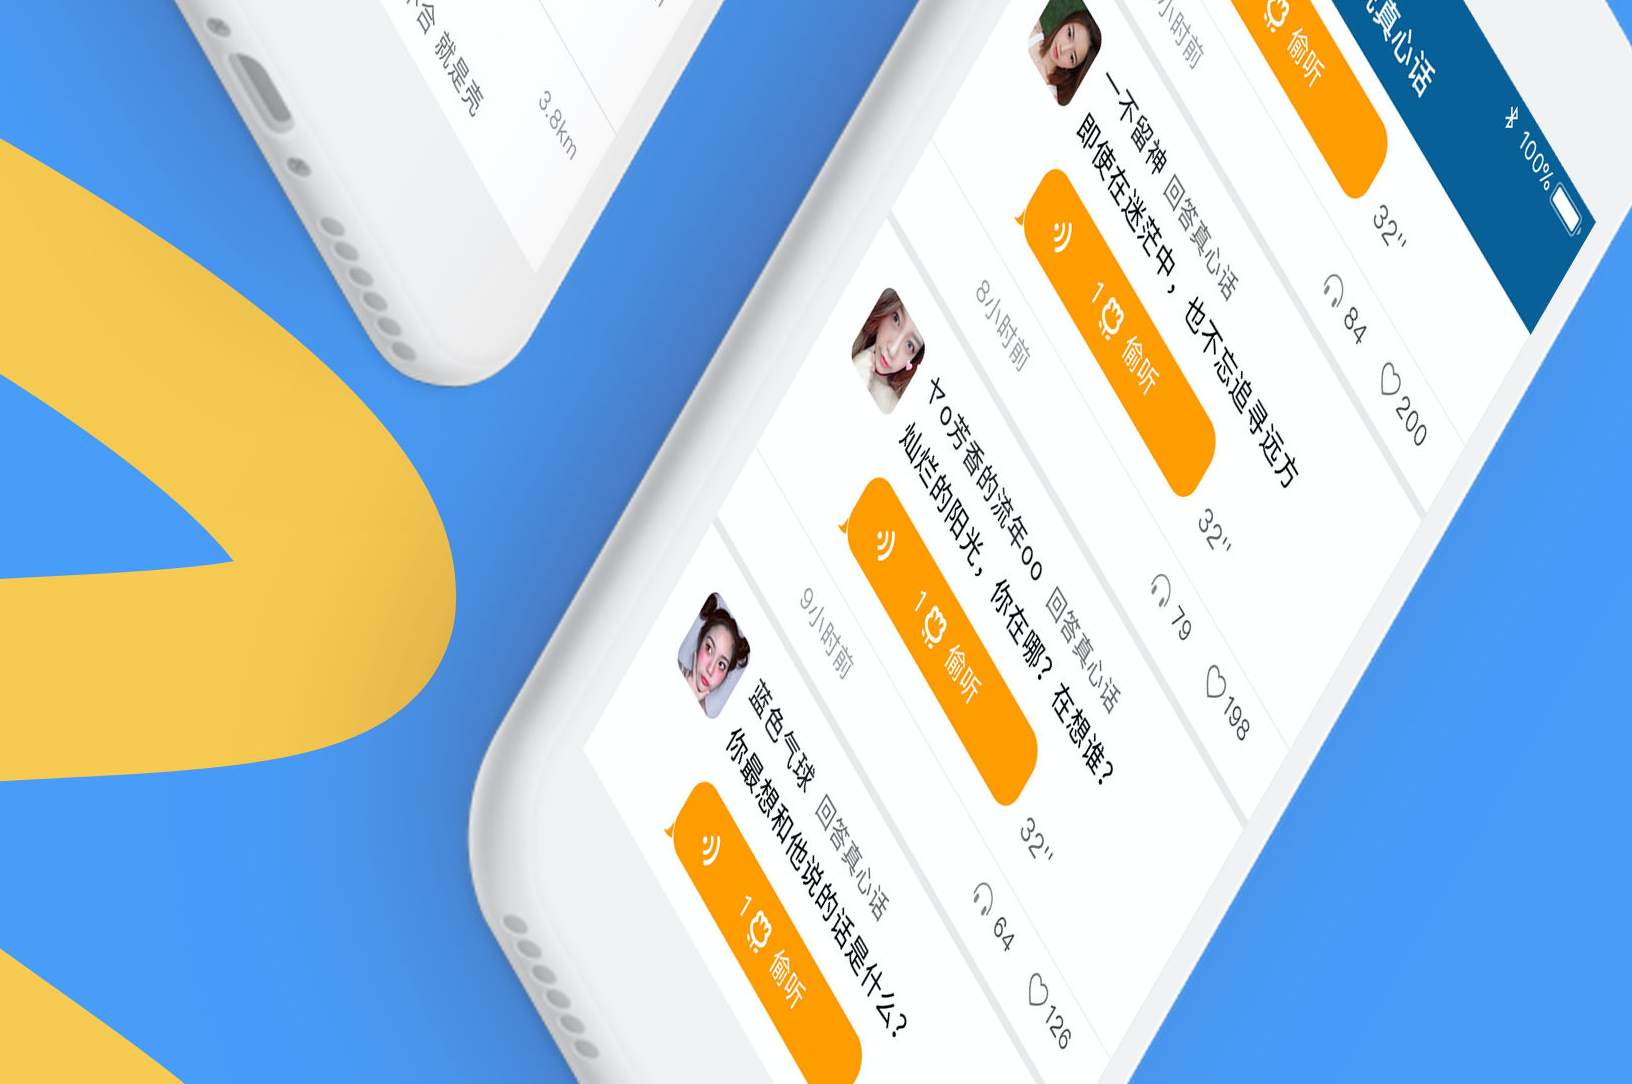 就是壳
3.8km
100%
真心话
偷听
32''
小时前
84
200
一不留神 回答真心话
即使在迷茫中，也不忘追寻远方
1 偷听
32''
8小时前
79
198
ヤo芳香的流年oo 回答真心话
灿烂的阳光，你在哪？在想谁？
1 偷听
32''
9小时前
64
126
蓝色气球 回答真心话
你最想和他说的话是什么？
1 偷听